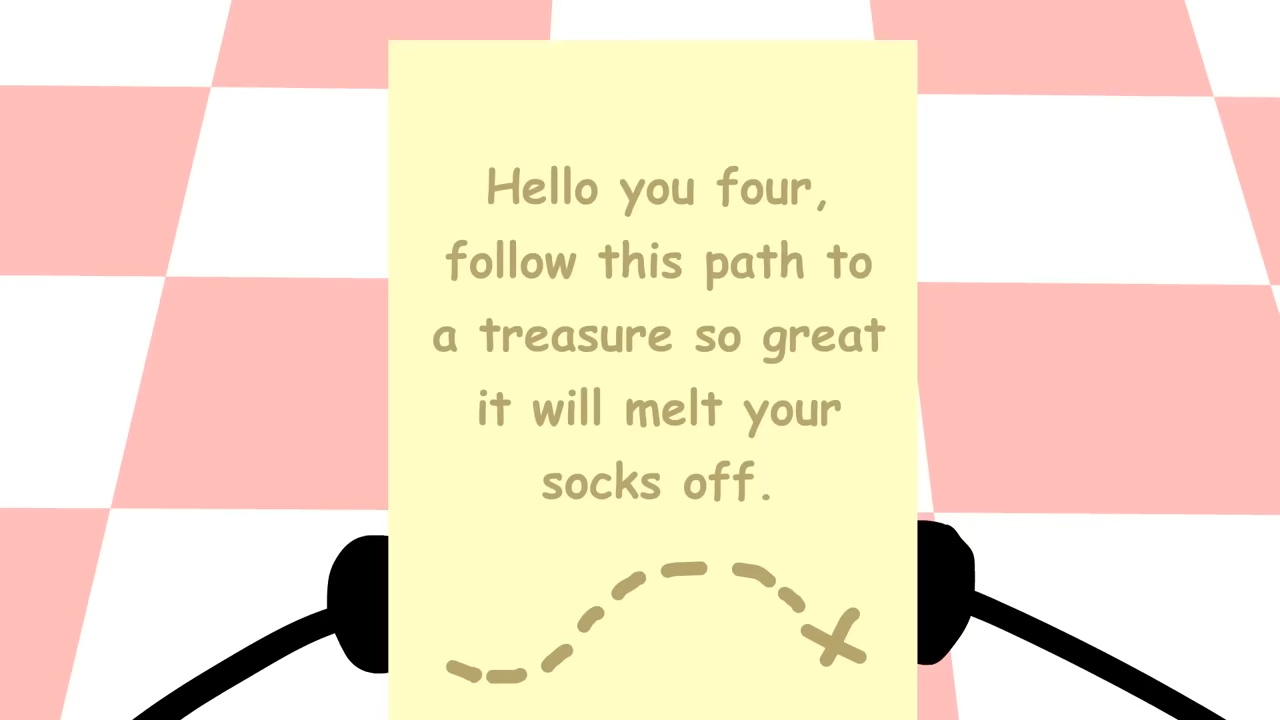 Hello you four,
follow this path to
a treasure so great
it will melt your
socks off.